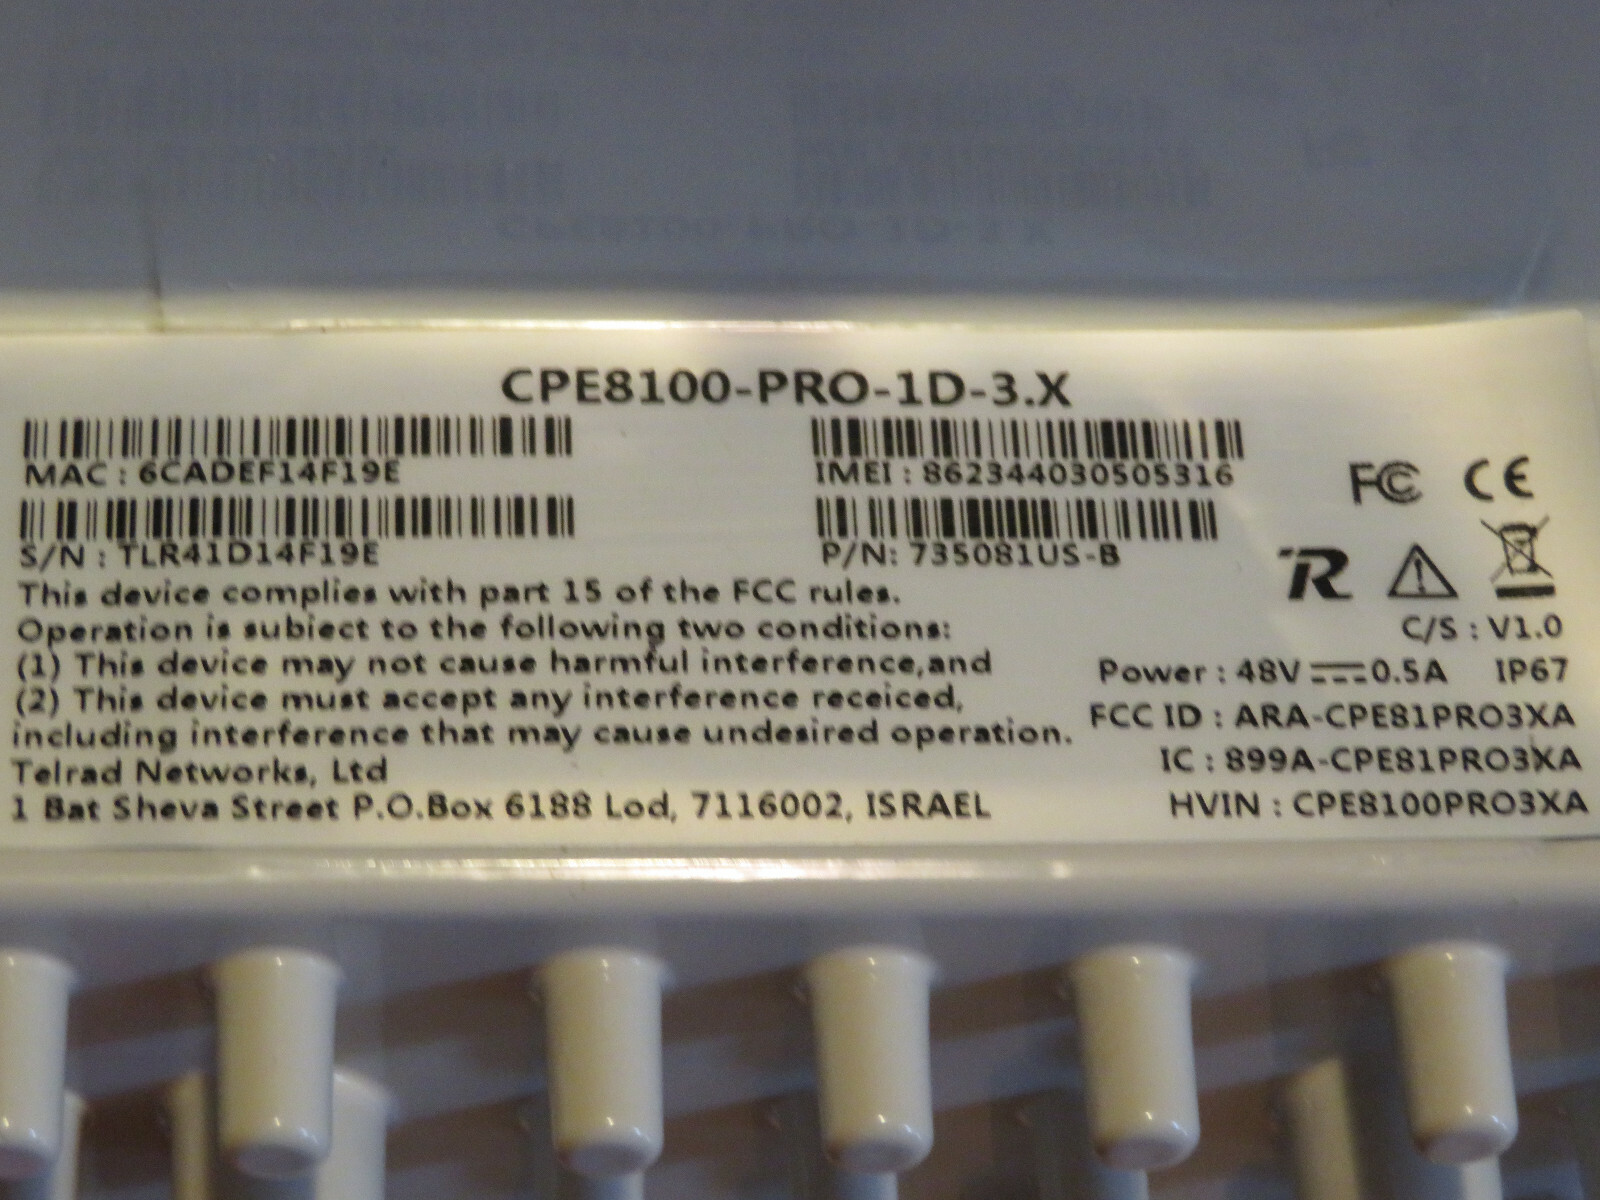 CPE8100-PRO-1D-3.X
MAC : 6CADEF14F19E
IMEI : 862344030505316
S/N : TLR41D14F19E
P/N: 735081US-B
This device complies with part 15 of the FCC rules.
Operation is subiect to the following two conditions:
(1) This device may not cause harmful interference,and
(2) This device must accept any interference receiced,
including interference that may cause undesired operation.
Telrad Networks, Ltd
1 Bat Sheva Street P.O.Box 6188 Lod, 7116002, ISRAEL
FC CE
R
C/S : V1.0
Power : 48V 0.5A IP67
FCC ID : ARA-CPE81PRO3XA
IC : 899A-CPE81PRO3XA
HVIN : CPE8100PRO3XA